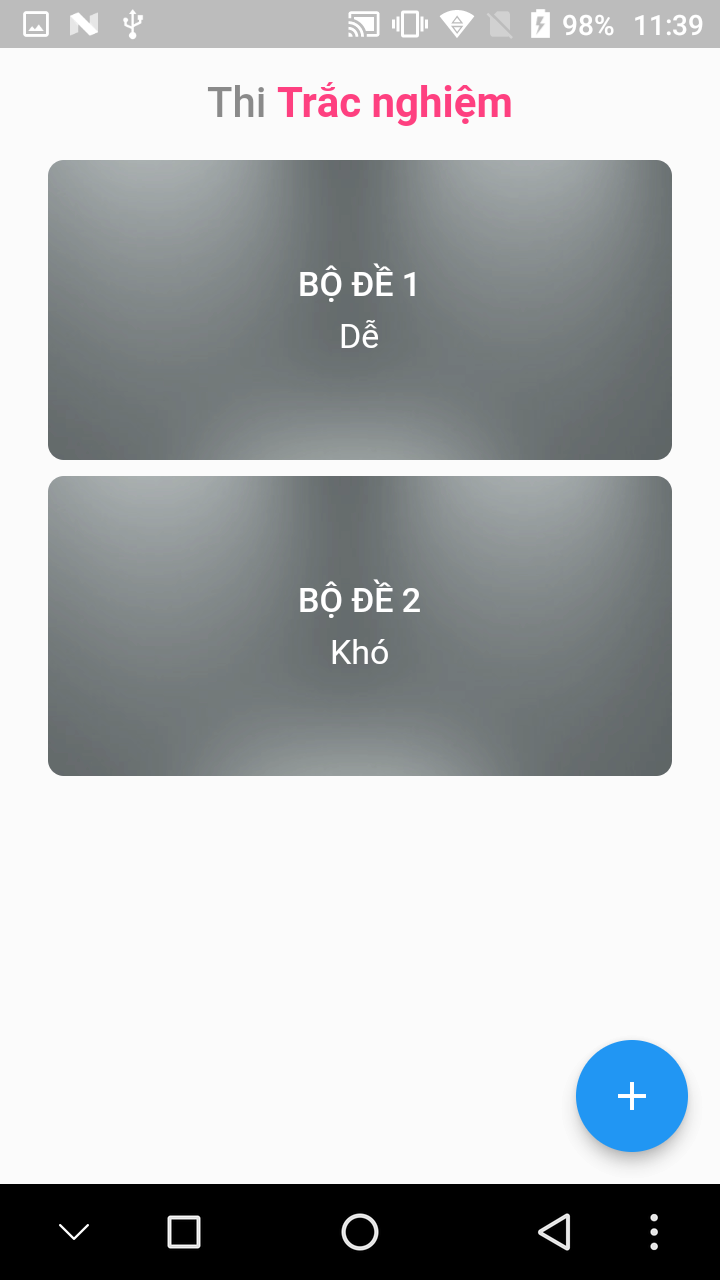 98% 11:39
Thi Trắc nghiệm
BỘ ĐỀ 1
Dễ
BỘ ĐỀ 2
Khó